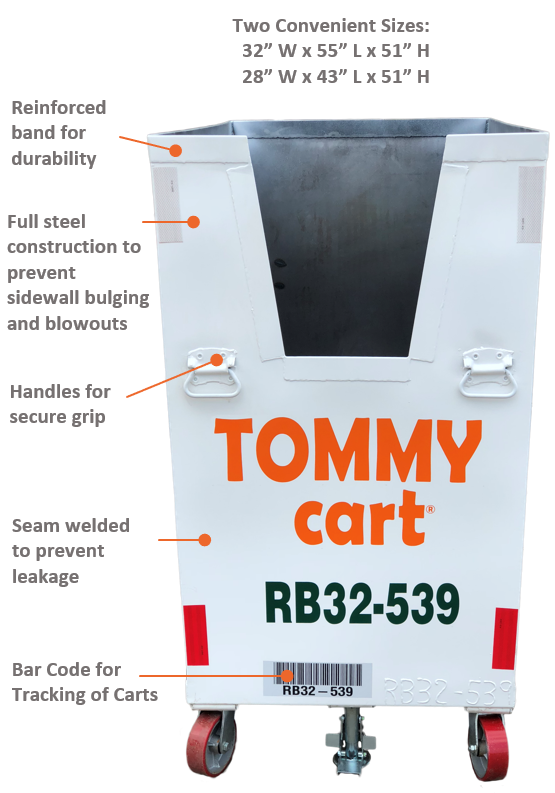 Two Convenient Sizes:
32” W x 55” L x 51” H
28” W x 43” L x 51” H
Reinforced
band for
durability
Full steel
construction to
prevent
sidewall bulging
and blowouts
Handles for
secure grip
TOMMY
cart®
Seam welded
to prevent
leakage
RB32-539
Bar Code for
Tracking of Carts
RB32–539
RB32-539